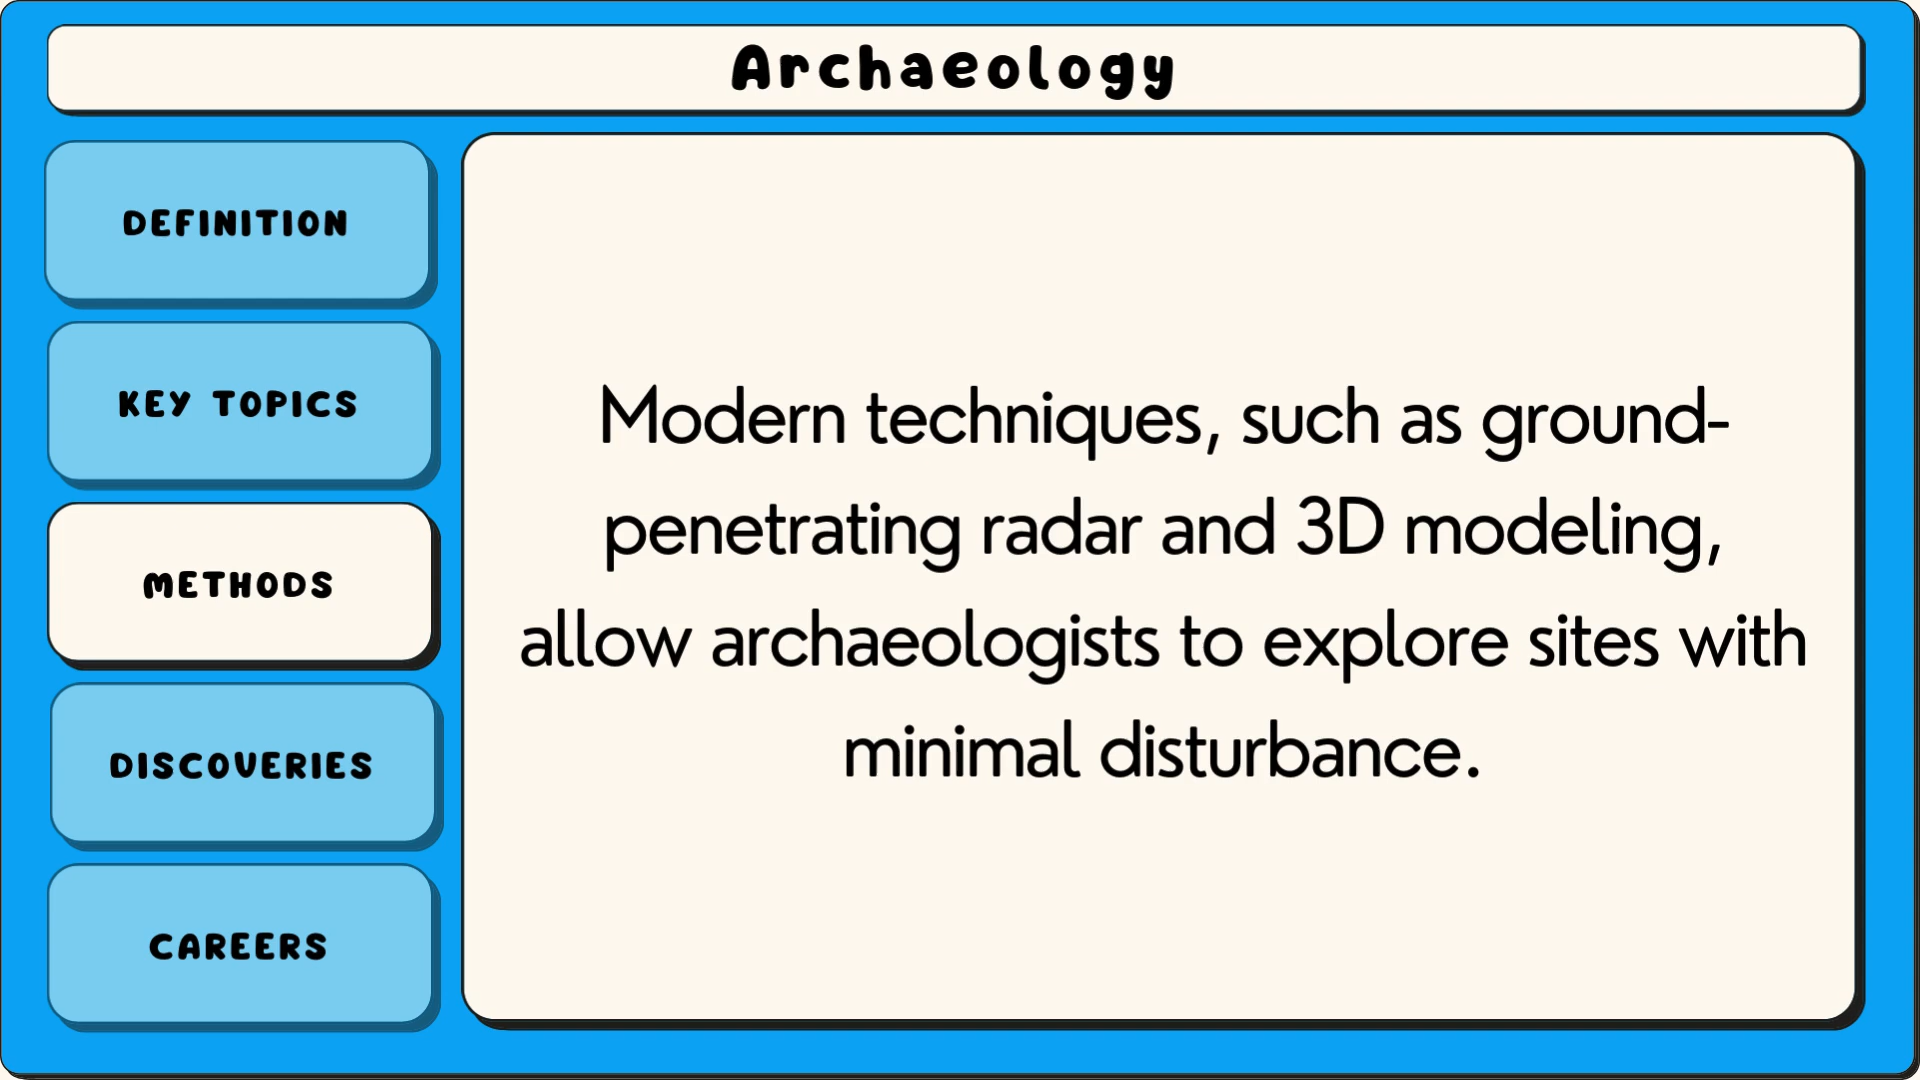 Archaeology
DEFINITION
KEY TOPICS
METHODS
DISCOVERIES
CAREERS
Modern techniques, such as ground-
penetrating radar and 3D modeling,
allow archaeologists to explore sites with
minimal disturbance.